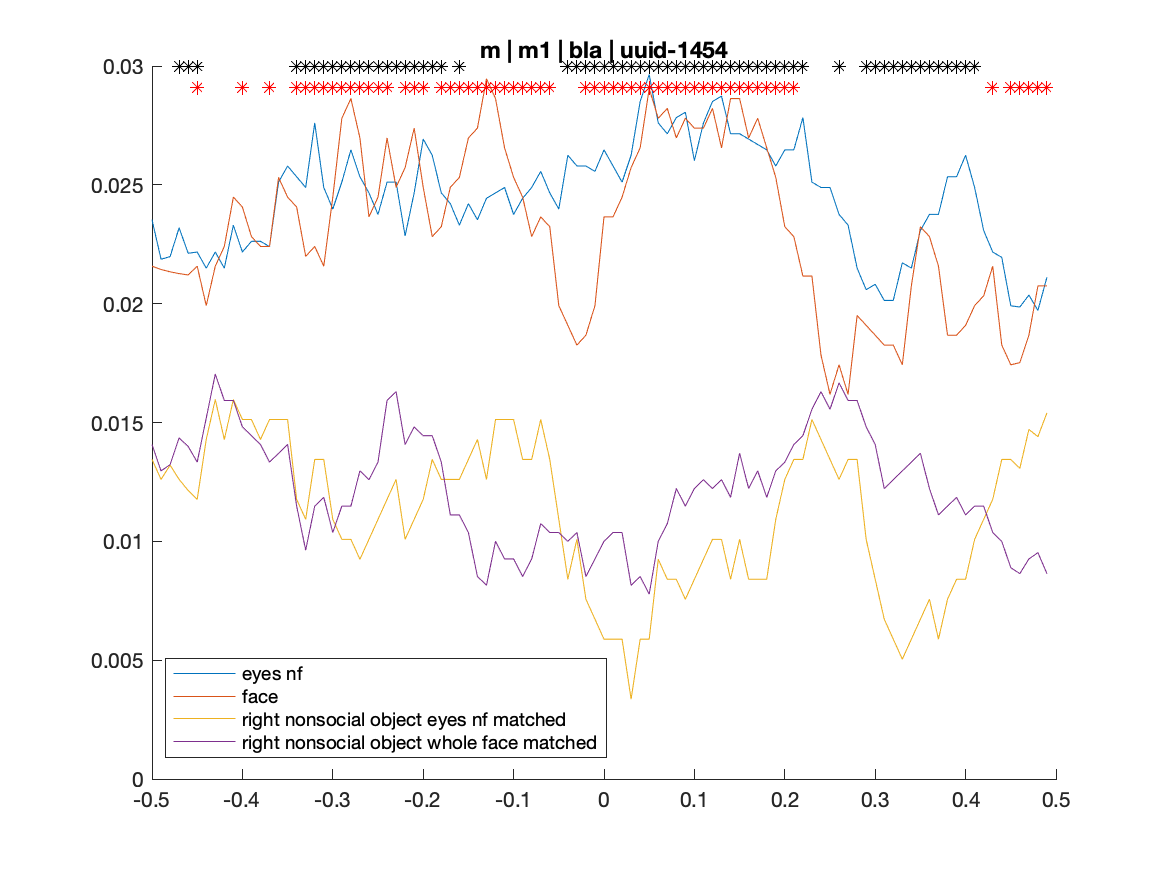 m | m1 | bla | uuid-1454
0.03
0.025
0.02
0.015
0.01
0.005
0
eyes nf
face
right nonsocial object eyes nf matched
right nonsocial object whole face matched
-0.5 -0.4 -0.3 -0.2 -0.1 0 0.1 0.2 0.3 0.4 0.5